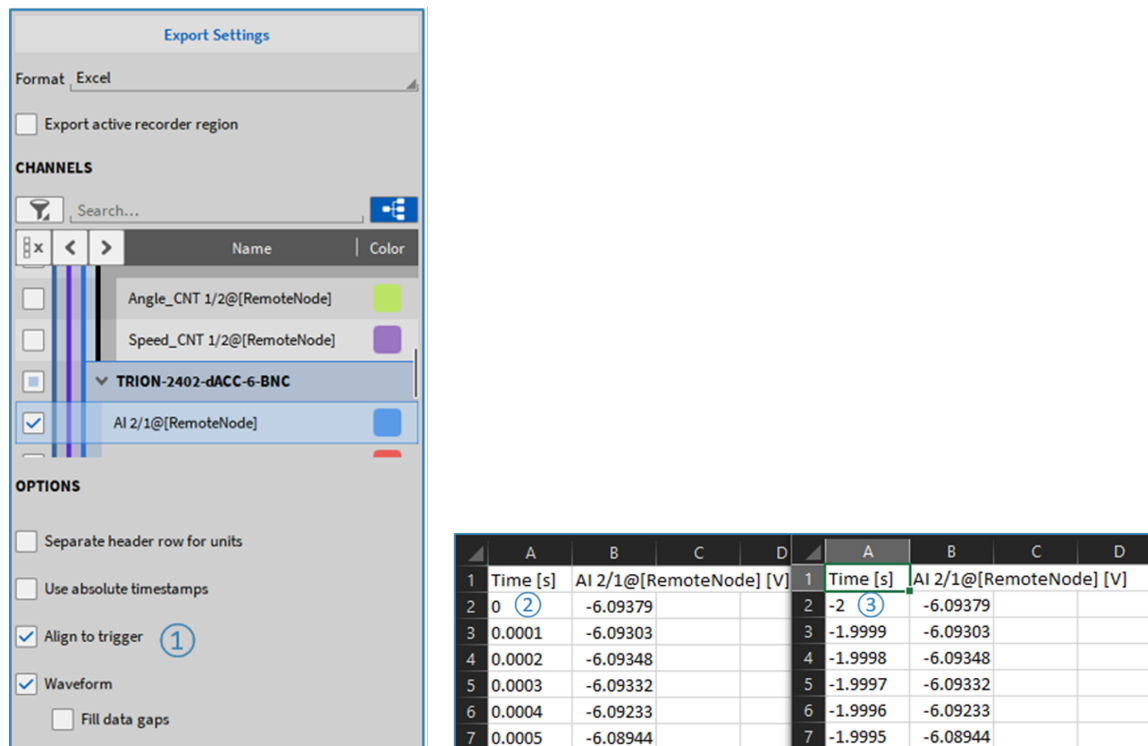 Export Settings
Format Excel
Export active recorder region
CHANNELS
Search...
Name Color
Angle_CNT 1/2@[RemoteNode]
Speed_CNT 1/2@[RemoteNode]
TRION-2402-dACC-6-BNC
AI 2/1@[RemoteNode]
OPTIONS
Separate header row for units
Use absolute timestamps
Align to trigger 1
Waveform
Fill data gaps
A B C D
1 Time [s] AI 2/1@[RemoteNode] [V]
2 0 2 -6.09379
3 0.0001 -6.09303
4 0.0002 -6.09348
5 0.0003 -6.09332
6 0.0004 -6.09233
7 0.0005 -6.08944
A B C D
1 Time [s] AI 2/1@[RemoteNode] [V]
2 -2 3 -6.09379
3 -1.9999 -6.09303
4 -1.9998 -6.09348
5 -1.9997 -6.09332
6 -1.9996 -6.09233
7 -1.9995 -6.08944